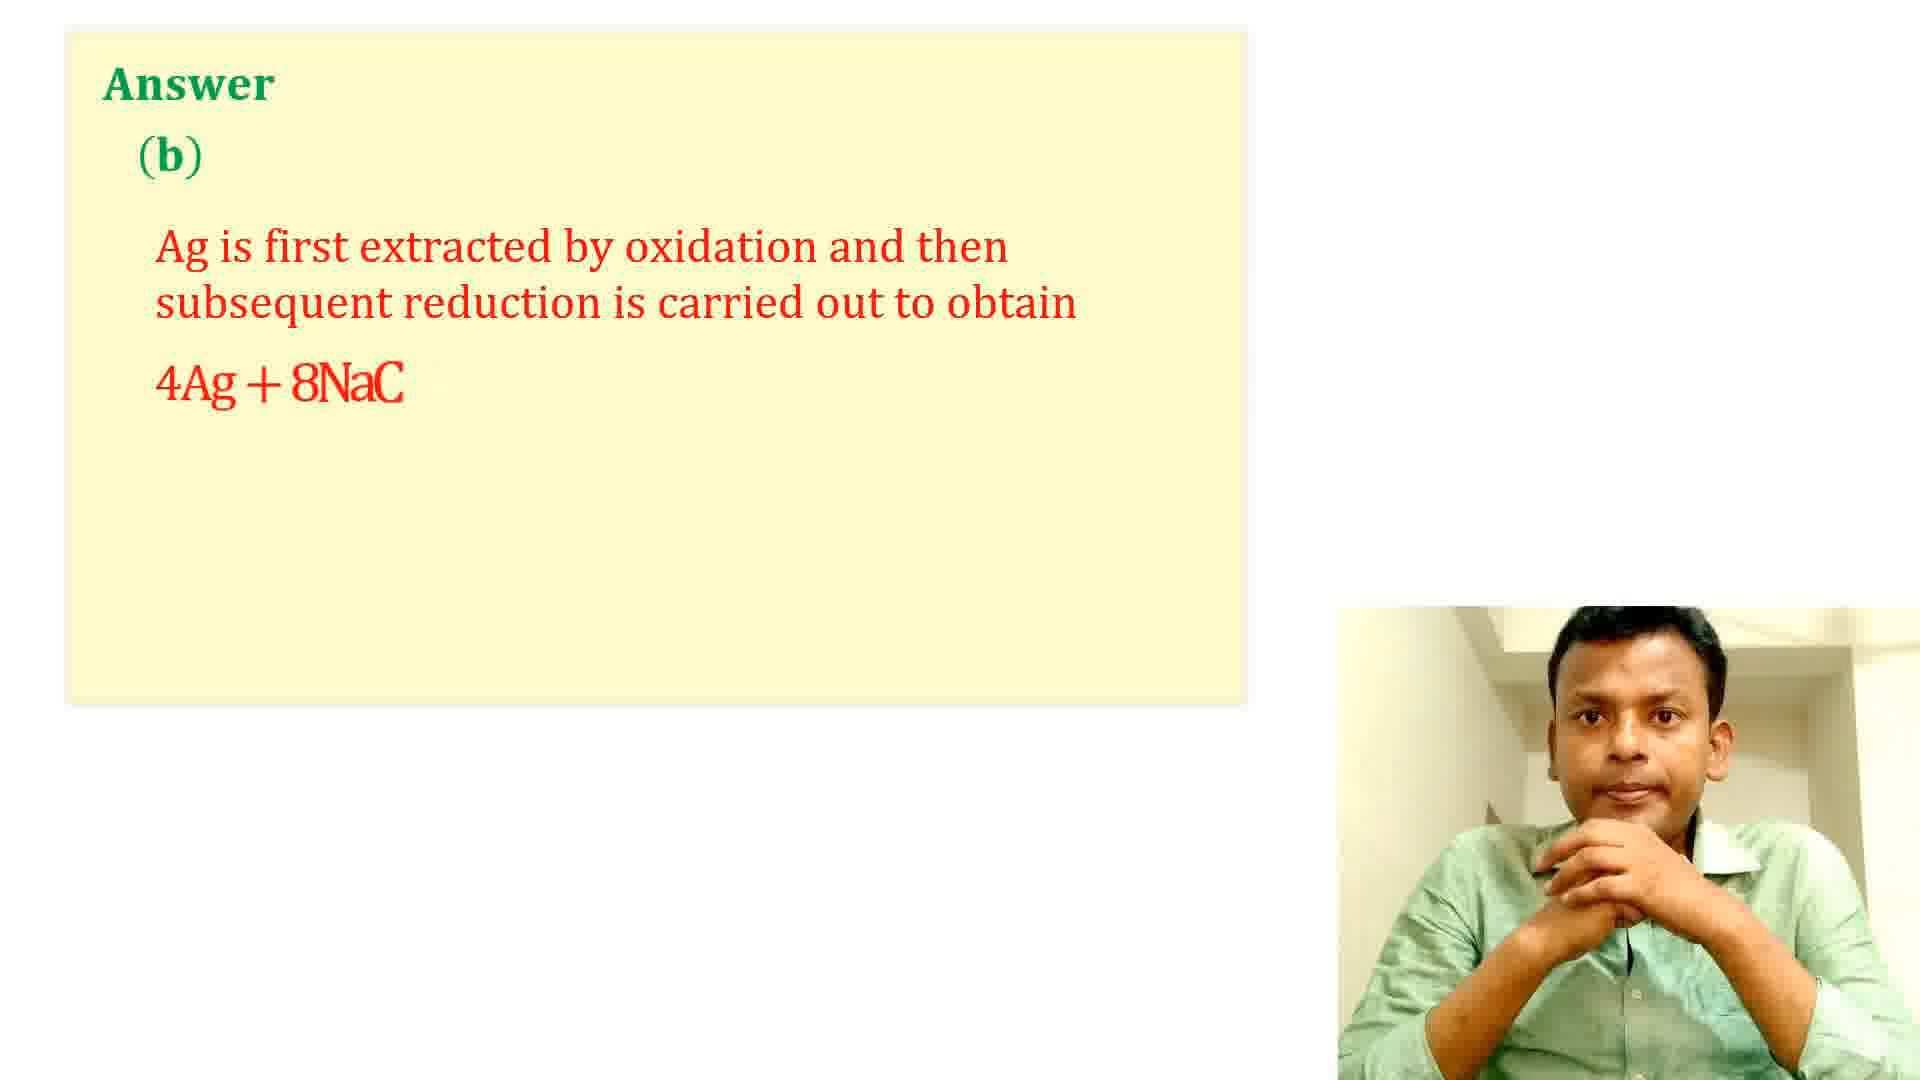 Answer
(b)
Ag is first extracted by oxidation and then
subsequent reduction is carried out to obtain
4Ag + 8NaC